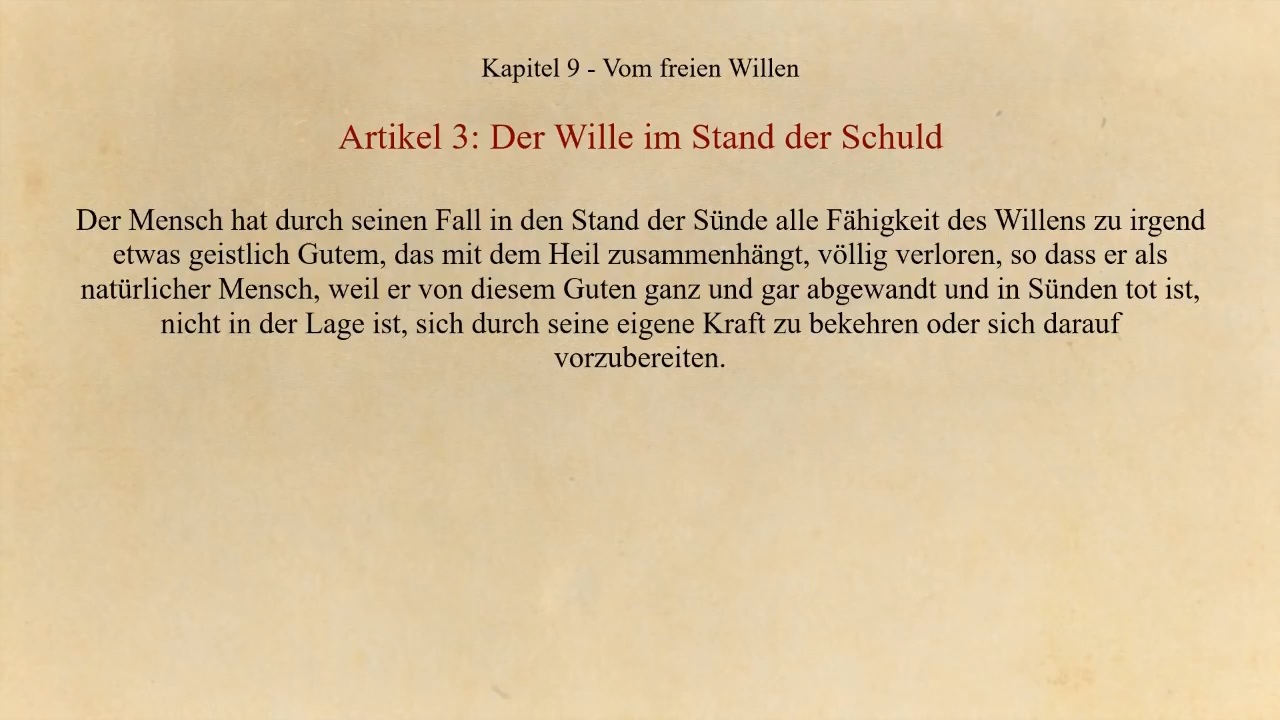 Kapitel 9 - Vom freien Willen
Artikel 3: Der Wille im Stand der Schuld
Der Mensch hat durch seinen Fall in den Stand der Sünde alle Fähigkeit des Willens zu irgend
etwas geistlich Gutem, das mit dem Heil zusammenhängt, völlig verloren, so dass er als
natürlicher Mensch, weil er von diesem Guten ganz und gar abgewandt und in Sünden tot ist,
nicht in der Lage ist, sich durch seine eigene Kraft zu bekehren oder sich darauf
vorzubereiten.